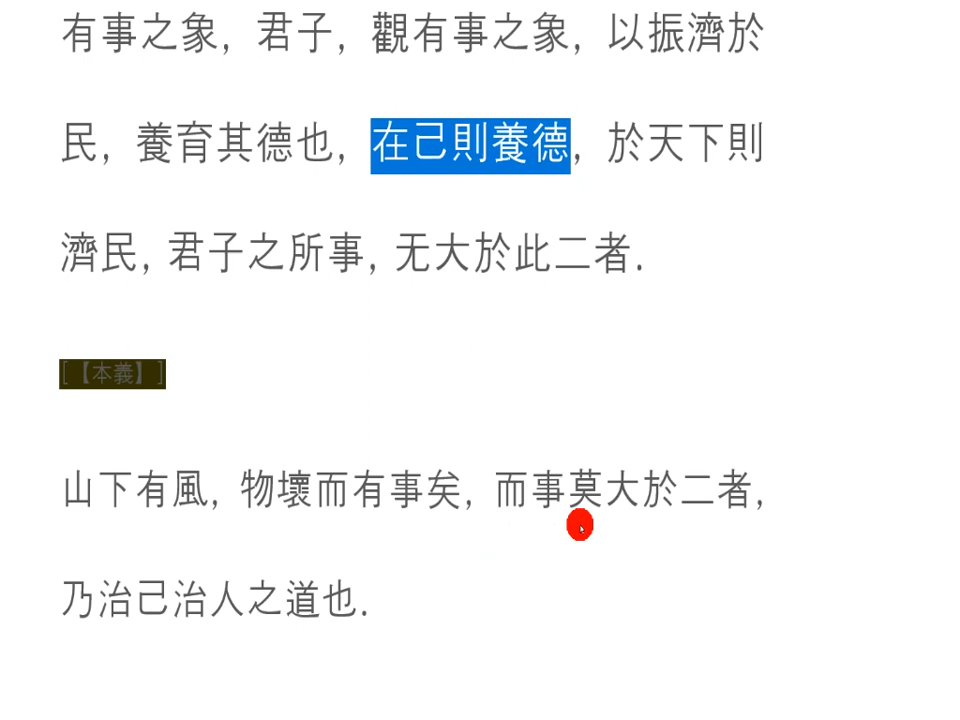 有事之象, 君子, 觀有事之象, 以振濟於
民, 養育其德也, 在己則養德, 於天下則
濟民, 君子之所事, 无大於此二者.
[【本義】]
山下有風, 物壞而有事矣, 而事莫大於二者,
乃治己治人之道也.